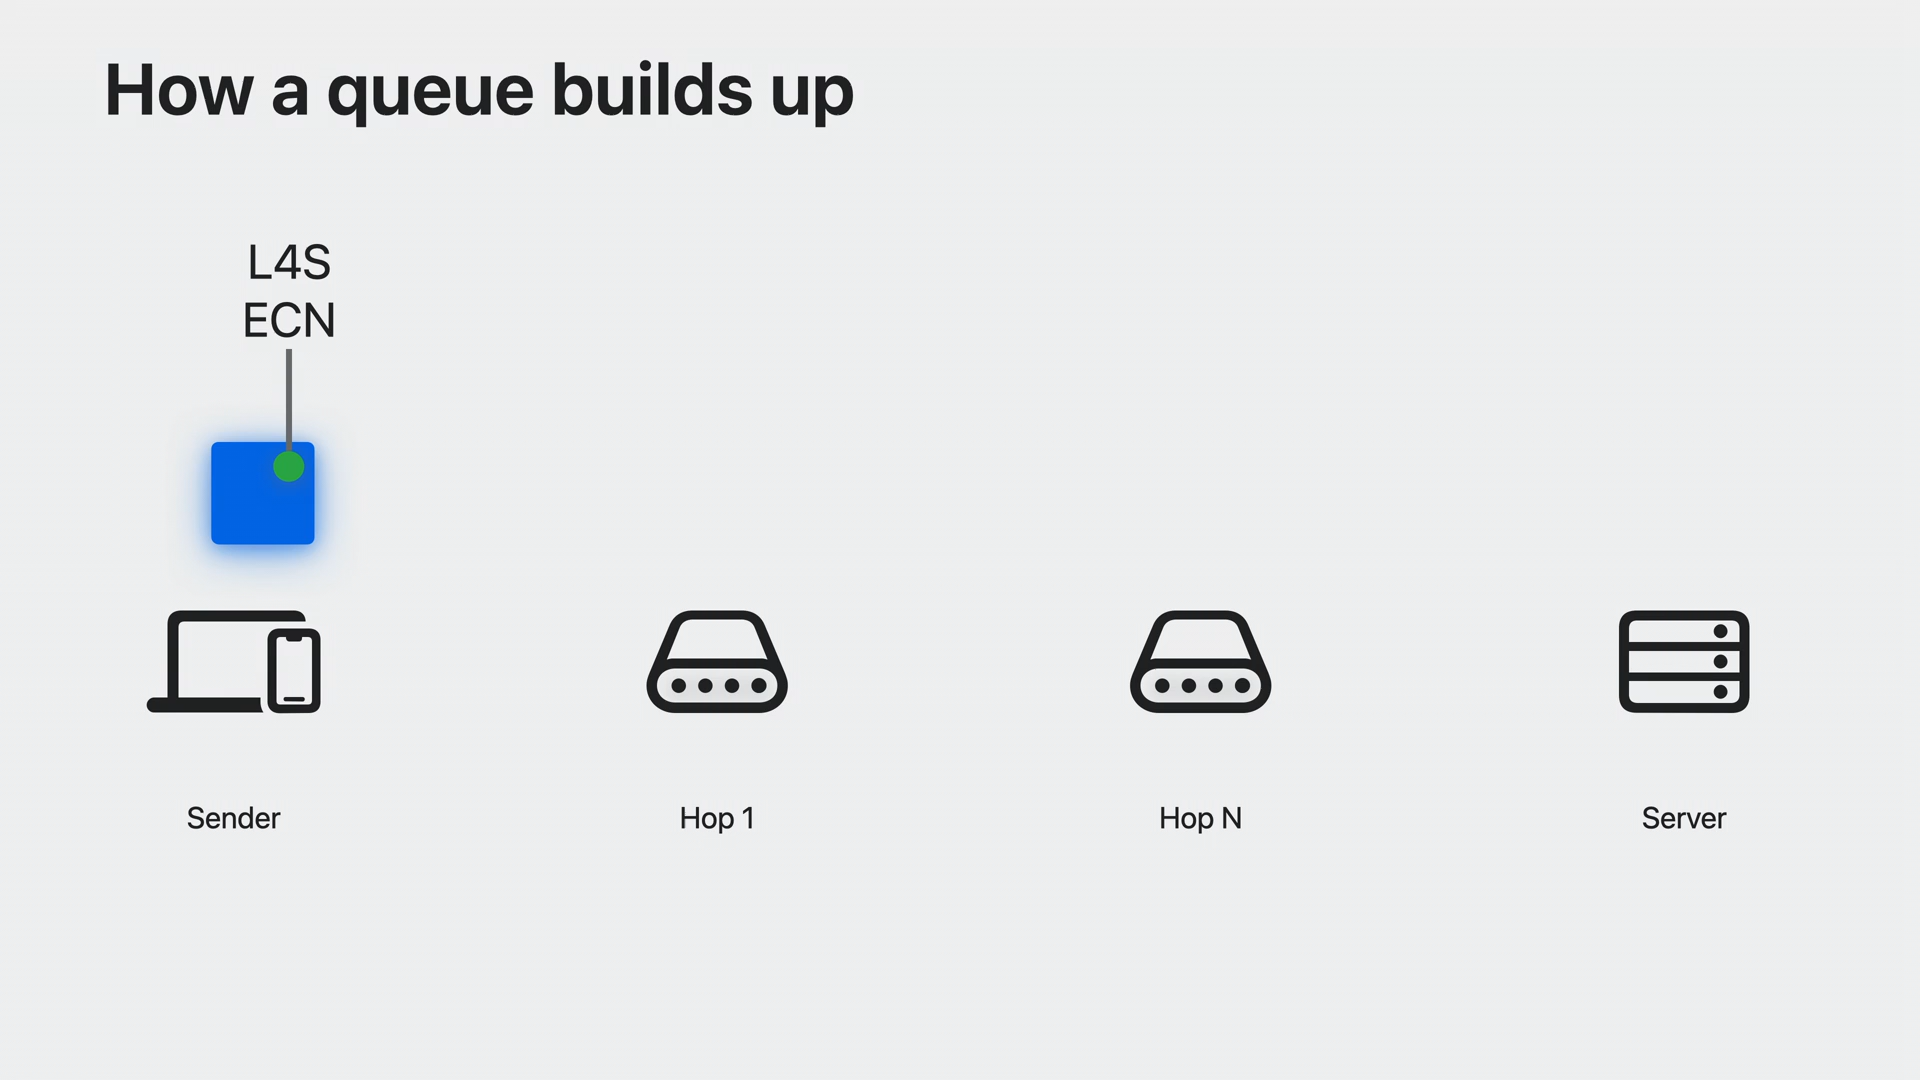 How a queue builds up
L4S
ECN
Sender
Hop 1
Hop N
Server